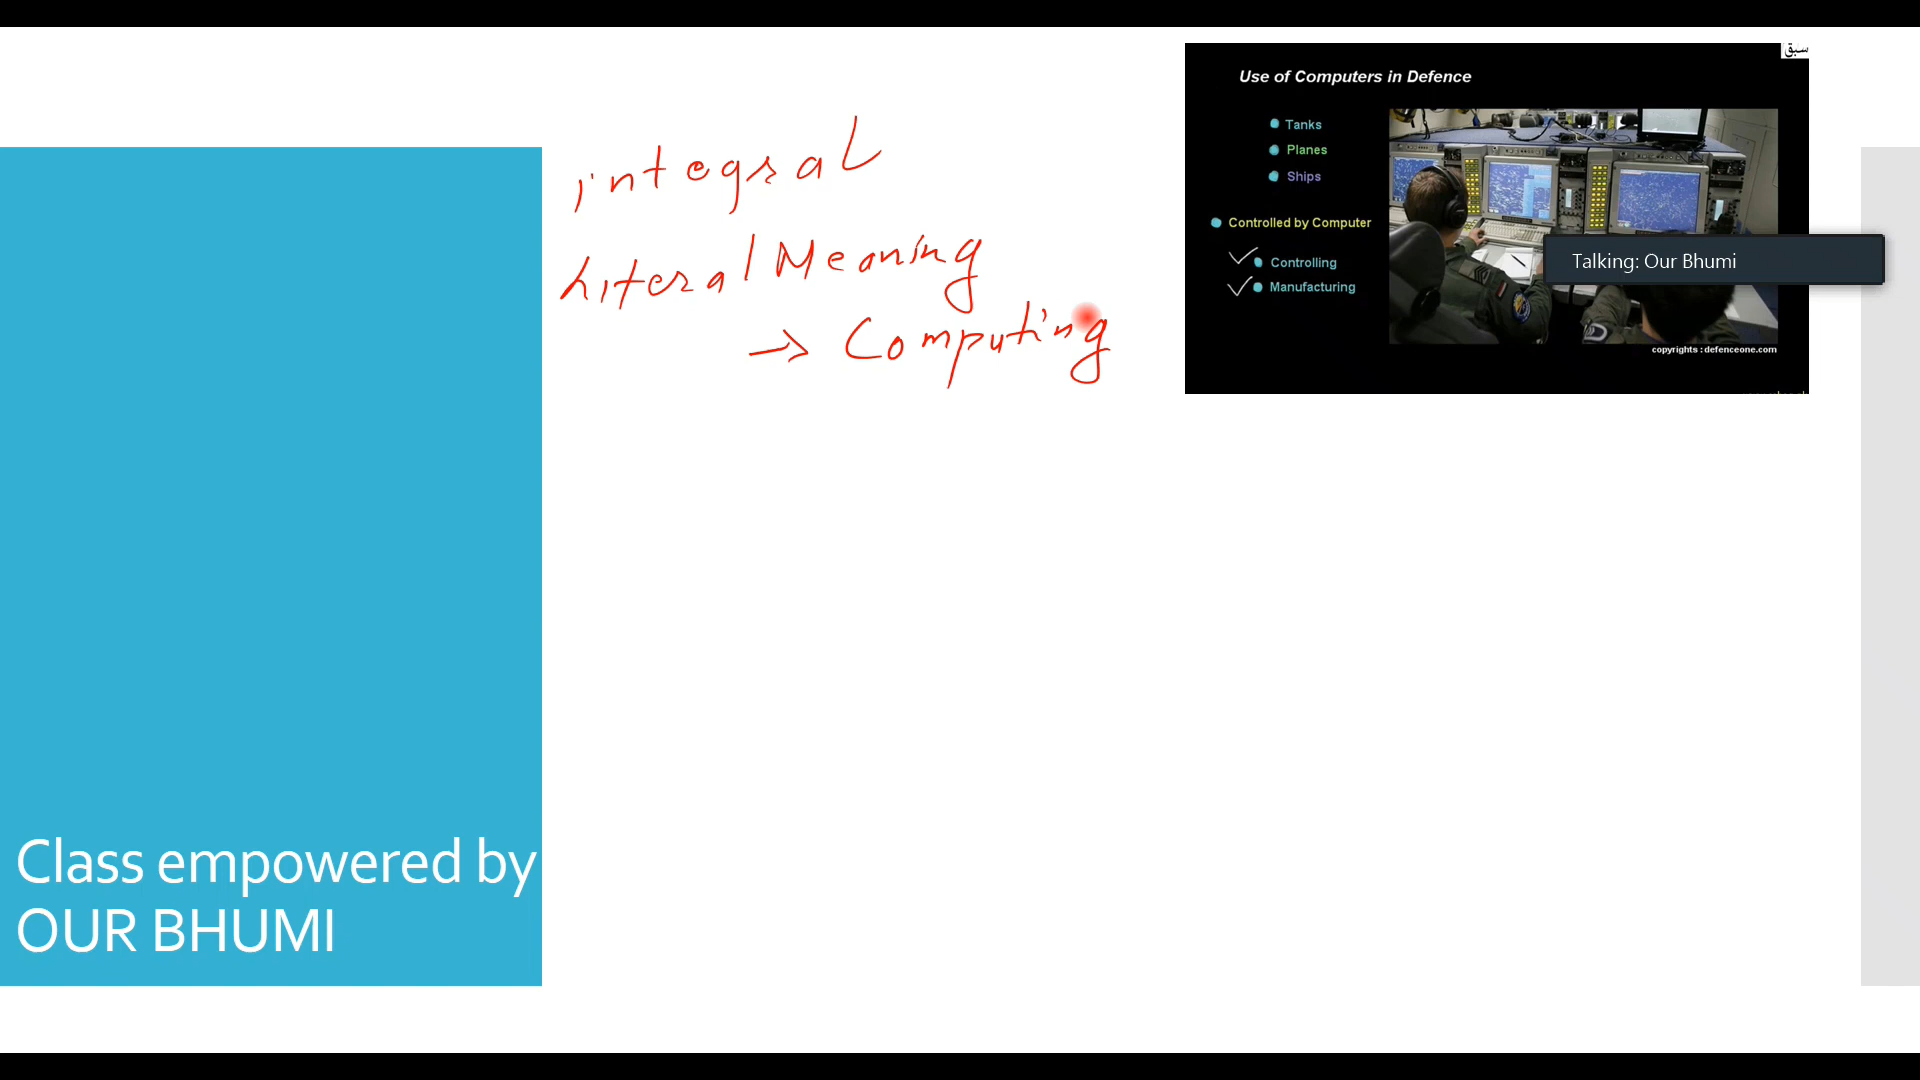 integral
Literal Meaning
→ Computing
سبق
Use of Computers in Defence
Tanks
Planes
Ships
Controlled by Computer
Controlling
Manufacturing
copyrights : defenceone.com
Talking: Our Bhumi
Class empowered by
OUR BHUMI